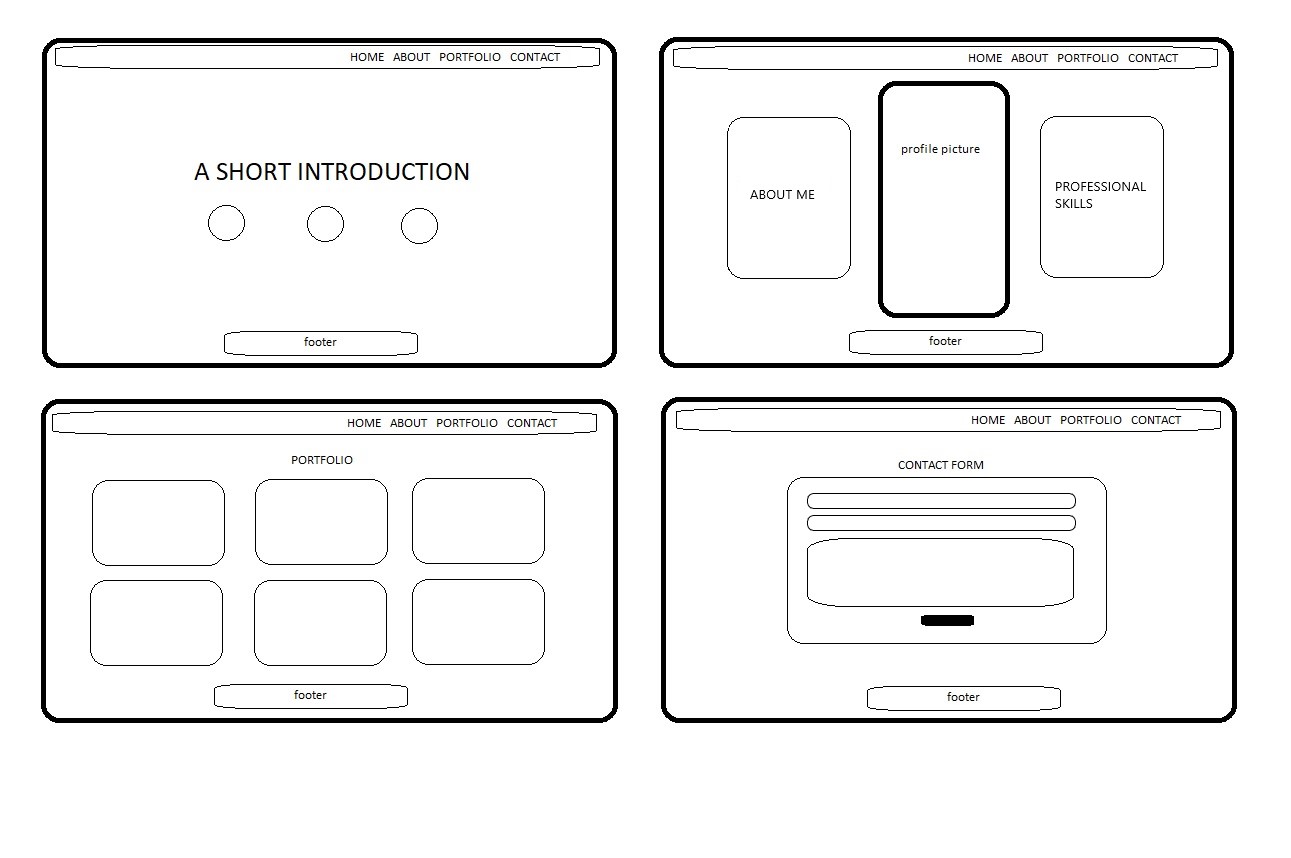 HOME ABOUT PORTFOLIO CONTACT
A SHORT INTRODUCTION
footer
HOME ABOUT PORTFOLIO CONTACT
ABOUT ME
profile picture
PROFESSIONAL
SKILLS
footer
HOME ABOUT PORTFOLIO CONTACT
PORTFOLIO
footer
HOME ABOUT PORTFOLIO CONTACT
CONTACT FORM
footer